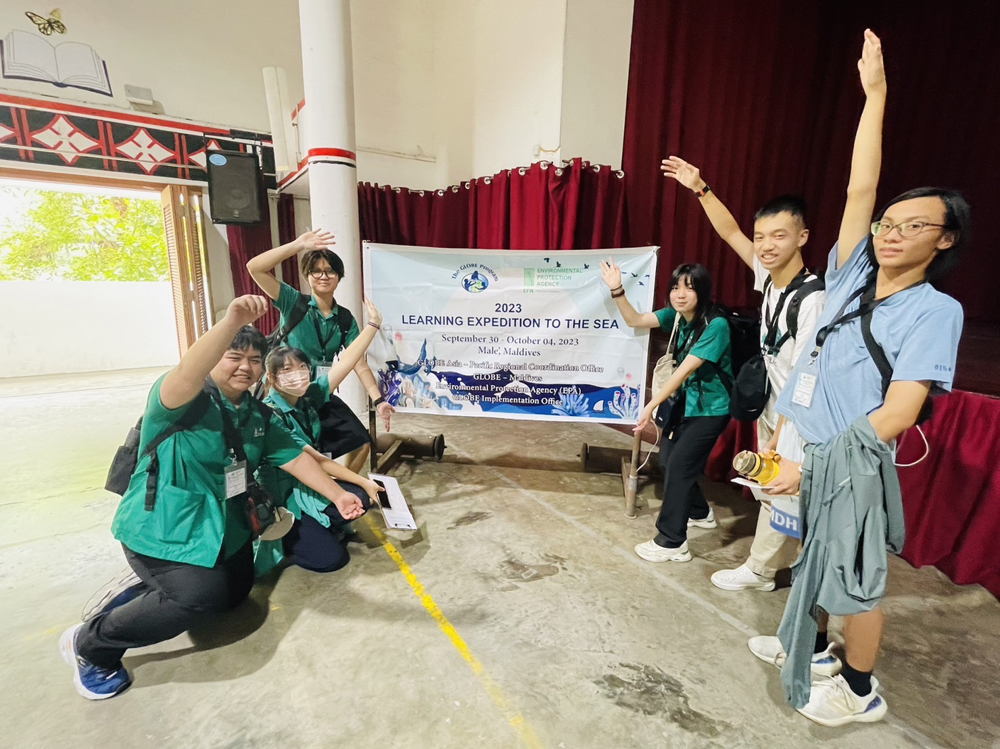 The GLOBE Program
ENVIRONMENTAL
PROTECTION
AGENCY
EPA
2023
LEARNING EXPEDITION TO THE SEA
September 30 - October 04, 2023
Male', Maldives
GLOBE Asia – Pacific Regional Coordination Office
GLOBE – Maldives
Environmental Protection Agency (EPA)
GLOBE Implementation Office
MDH